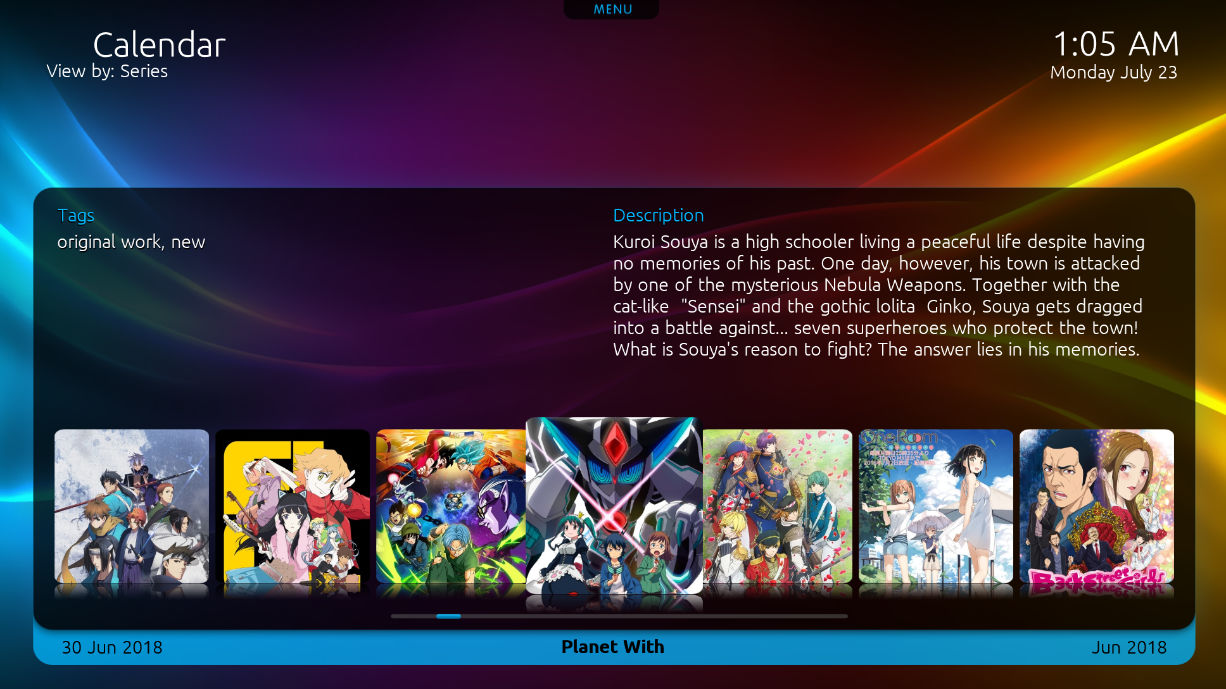 MENU
Calendar
View by: Series
1:05 AM
Monday July 23
Tags
original work, new
Description
Kuroi Souya is a high schooler living a peaceful life despite having
no memories of his past. One day, however, his town is attacked
by one of the mysterious Nebula Weapons. Together with the
cat-like "Sensei" and the gothic lolita Ginko, Souya gets dragged
into a battle against... seven superheroes who protect the town!
What is Souya's reason to fight? The answer lies in his memories.
One Room
Back Street Girls
30 Jun 2018
Planet With
Jun 2018